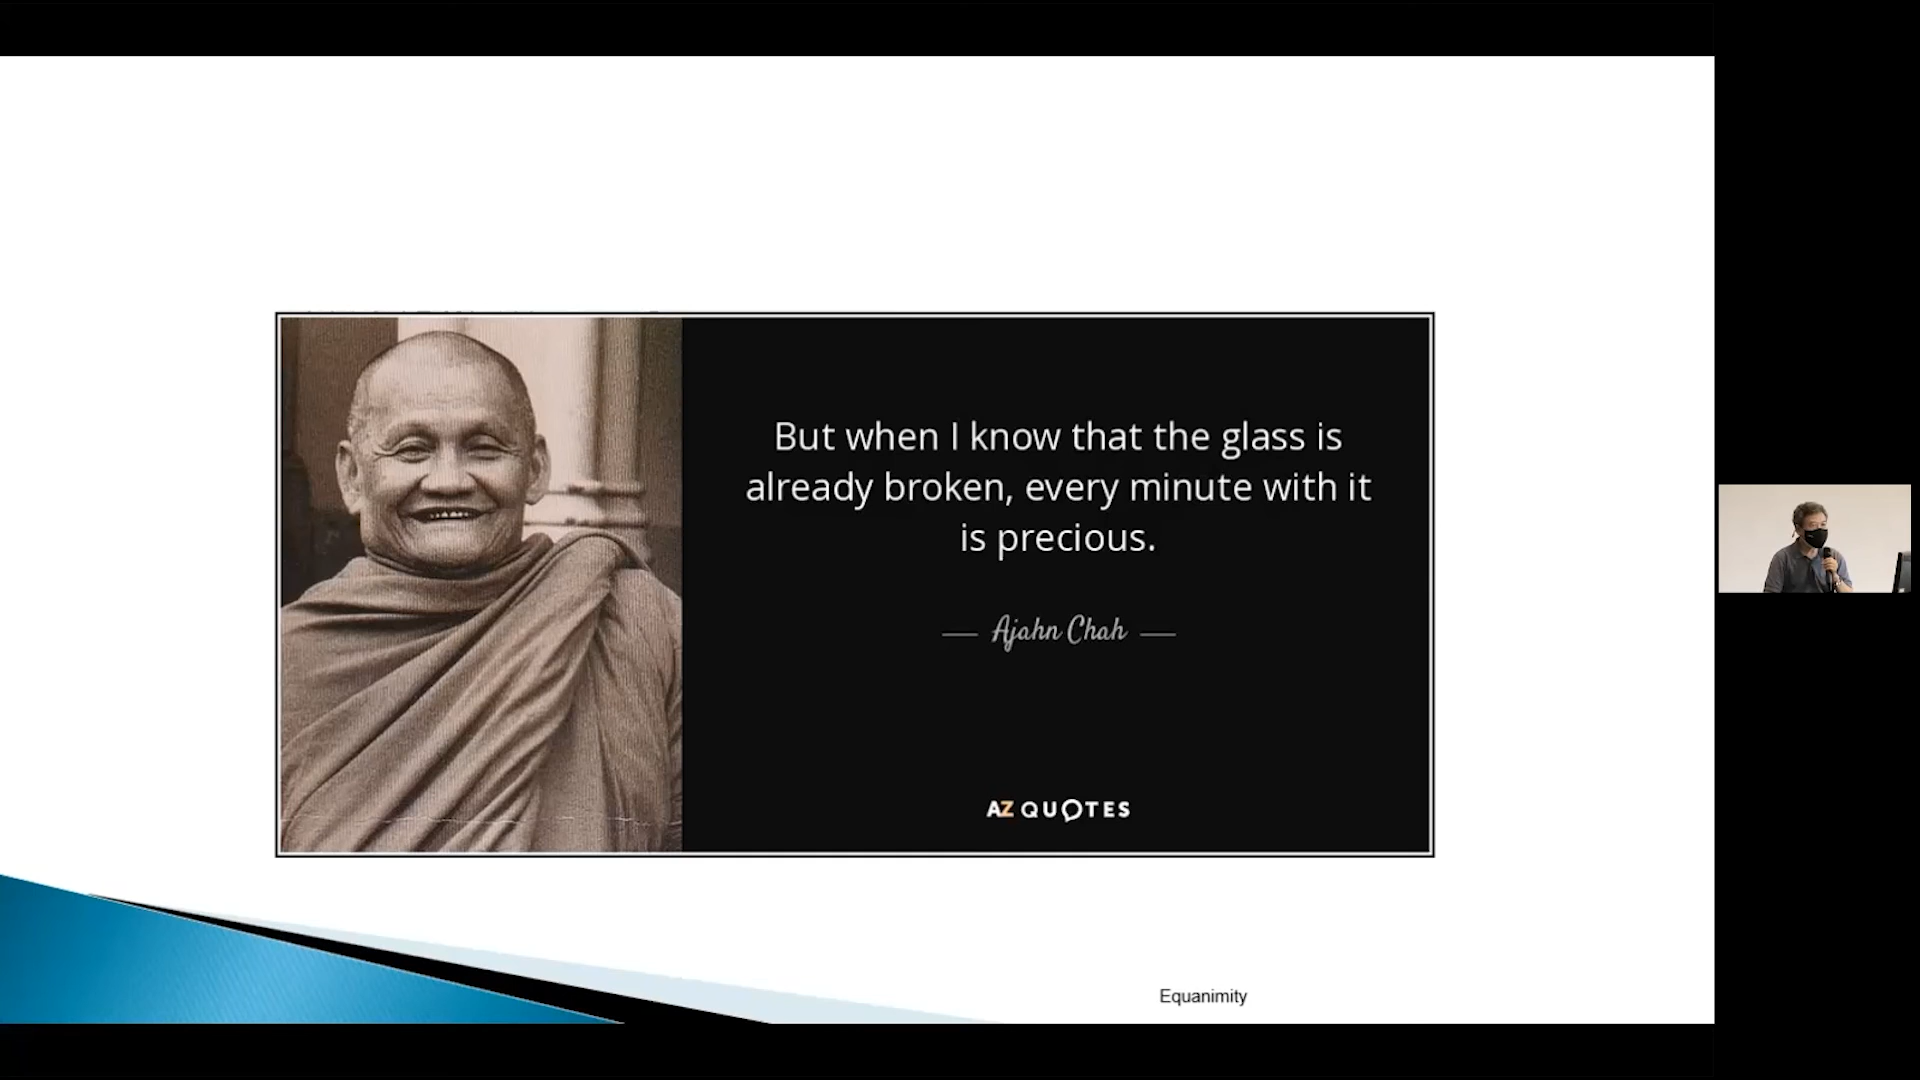 But when I know that the glass is
already broken, every minute with it
is precious.
Ajahn Chah
AZ QUOTES
Equanimity